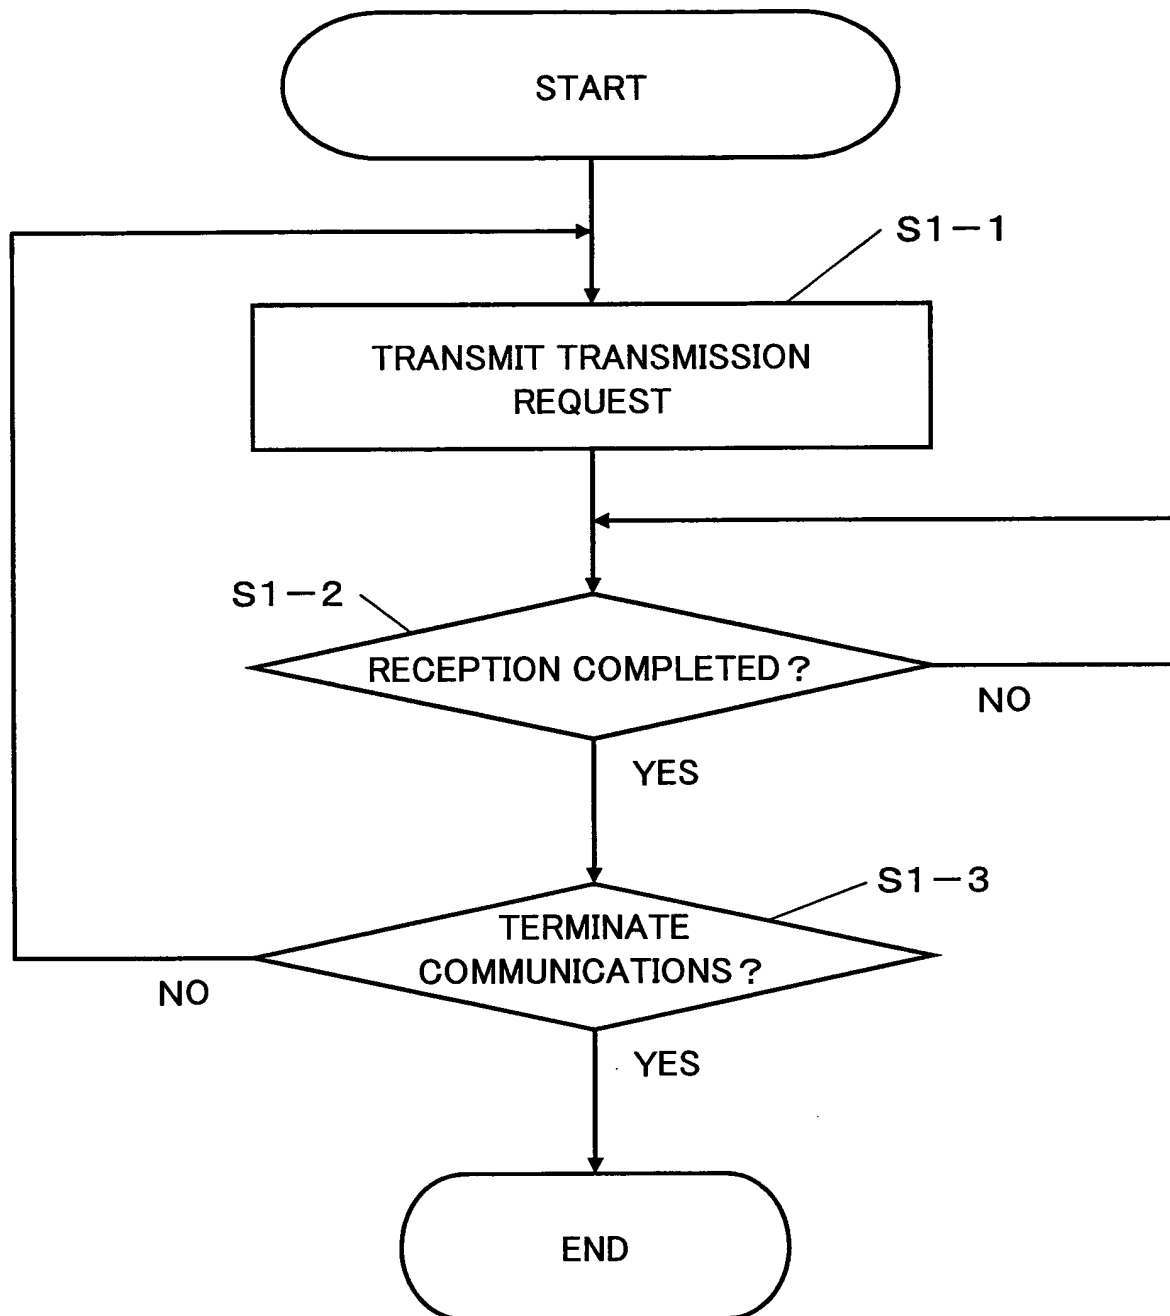 START
S1-1
TRANSMIT TRANSMISSION
REQUEST
S1-2
RECEPTION COMPLETED?
NO
YES
S1-3
TERMINATE
COMMUNICATIONS?
NO
YES
END